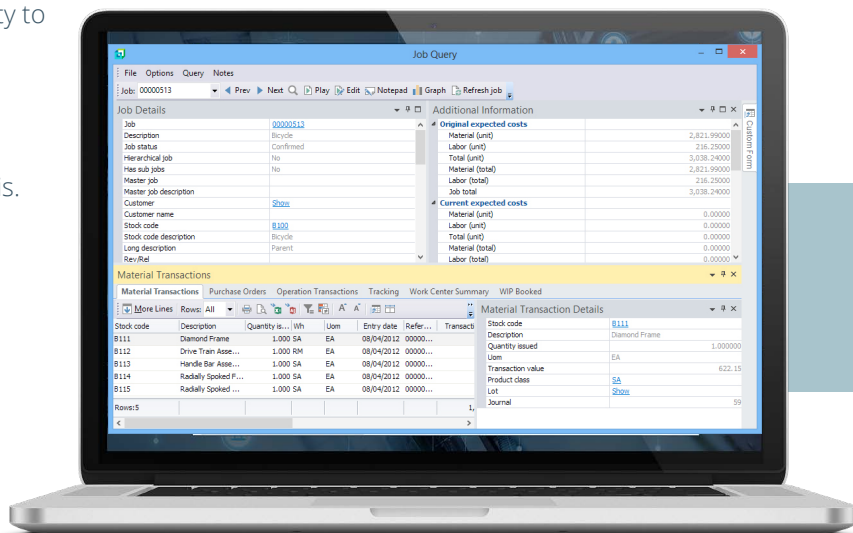 ty to
s.
Job Query
File Options Query Notes
Job: 00000513 Prev Next Play Edit Notepad Graph Refresh job
Job Details
Job 00000513
Description Bicycle
Job status Confirmed
Hierarchical job No
Has sub jobs No
Master job
Master job description
Customer Show
Customer name
Stock code B100
Stock code description Bicycle
Long description Parent
Rev/Rel
Additional Information
Original expected costs
Material (unit) 2,821.99000
Labor (unit) 216.25000
Total (unit) 3,038.24000
Material (total) 2,821.99000
Labor (total) 216.25000
Job total 3,038.24000
Current expected costs
Material (unit) 0.00000
Labor (unit) 0.00000
Total (unit) 0.00000
Material (total) 0.00000
Labor (total) 0.00000
Custom Form
Material Transactions
Material Transactions Purchase Orders Operation Transactions Tracking Work Center Summary WIP Booked
More Lines Rows: All
Stock code Description Quantity is... Wh Uom Entry date Refer... Transacti
B111 Diamond Frame 1.000 SA EA 08/04/2012 00000...
B112 Drive Train Asse... 1.000 RM EA 08/04/2012 00000...
B113 Handle Bar Asse... 1.000 SA EA 08/04/2012 00000...
B114 Radially Spoked F... 1.000 SA EA 08/04/2012 00000...
B115 Radially Spoked ... 1.000 SA EA 08/04/2012 00000...
Rows:5 1,
Material Transaction Details
Stock code B111
Description Diamond Frame
Quantity issued 1.000000
Uom EA
Transaction value 622.15
Product class SA
Lot Show
Journal 59